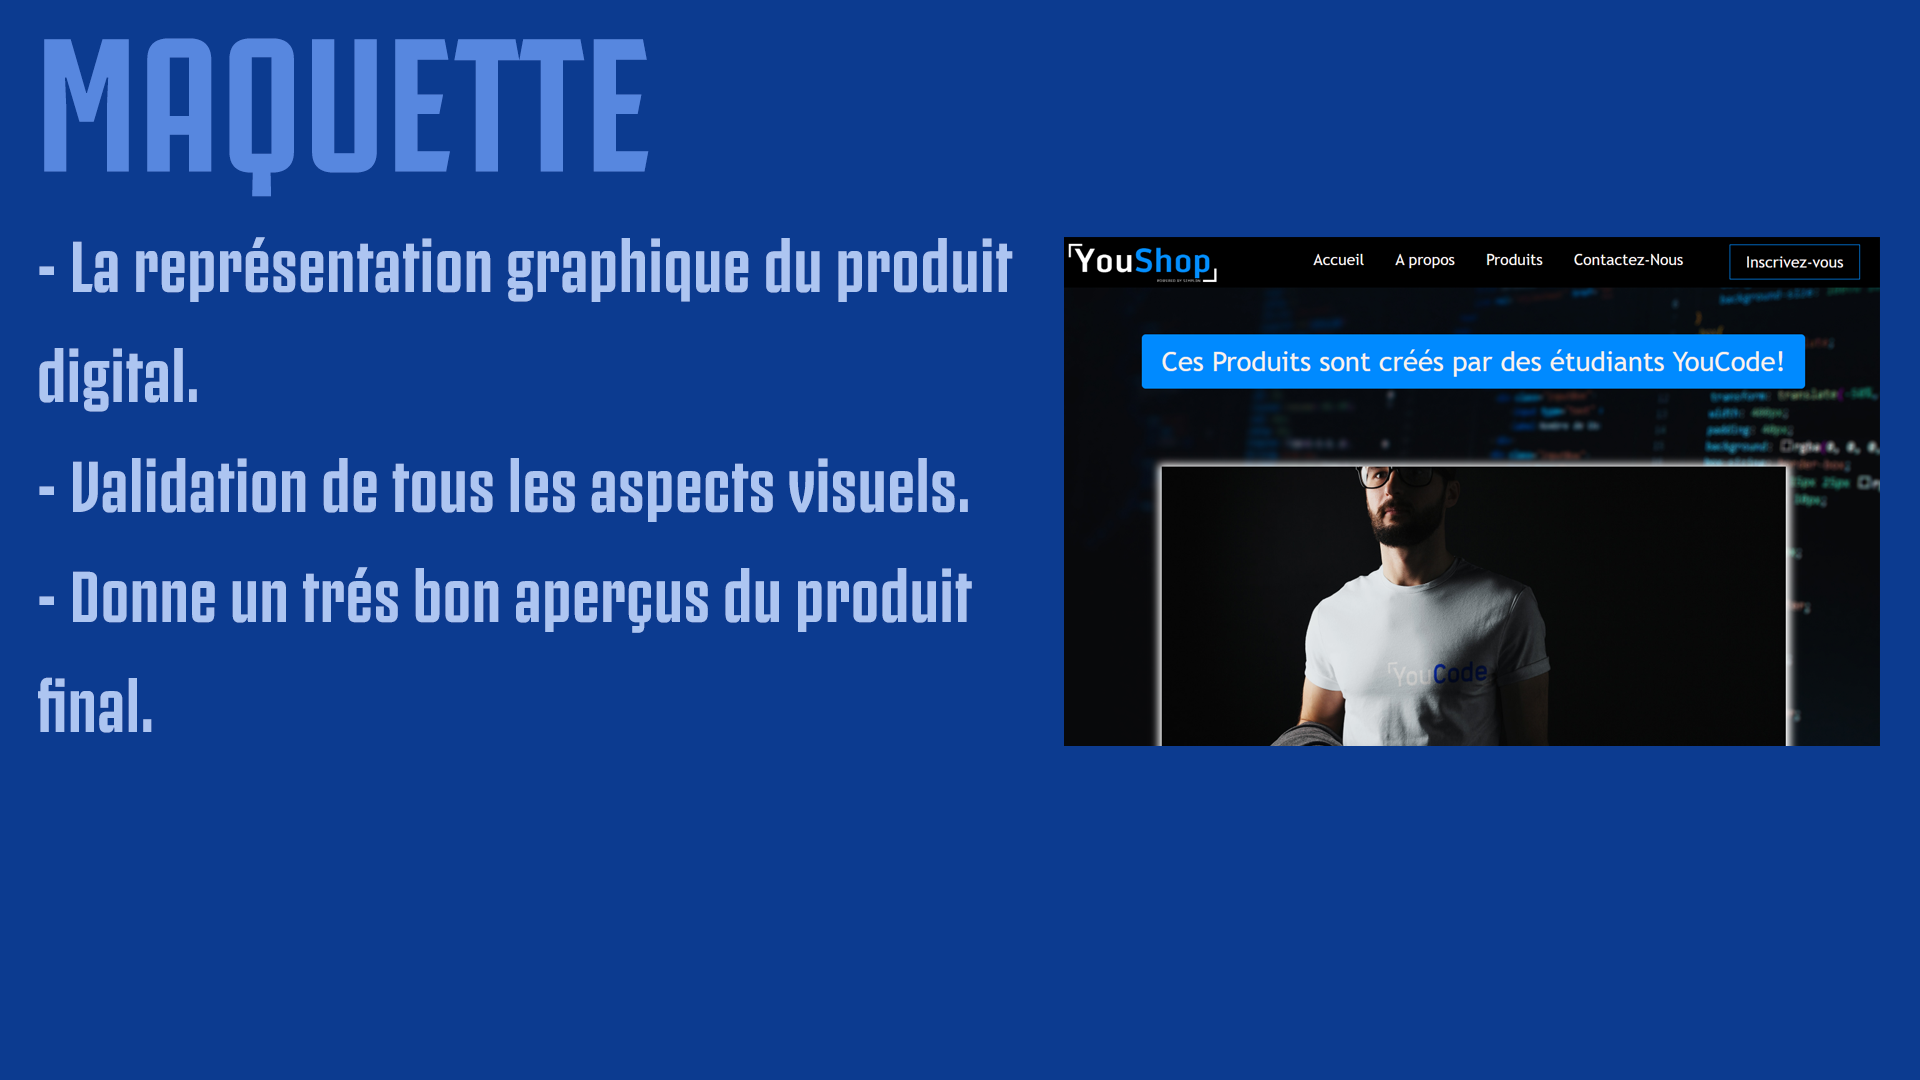 MAQUETTE
- La représentation graphique du produit
digital.
- Validation de tous les aspects visuels.
- Donne un trés bon aperçus du produit
final.
YouShop
Accueil A propos Produits Contactez-Nous Inscrivez-vous
Ces Produits sont créés par des étudiants YouCode!
YouCode